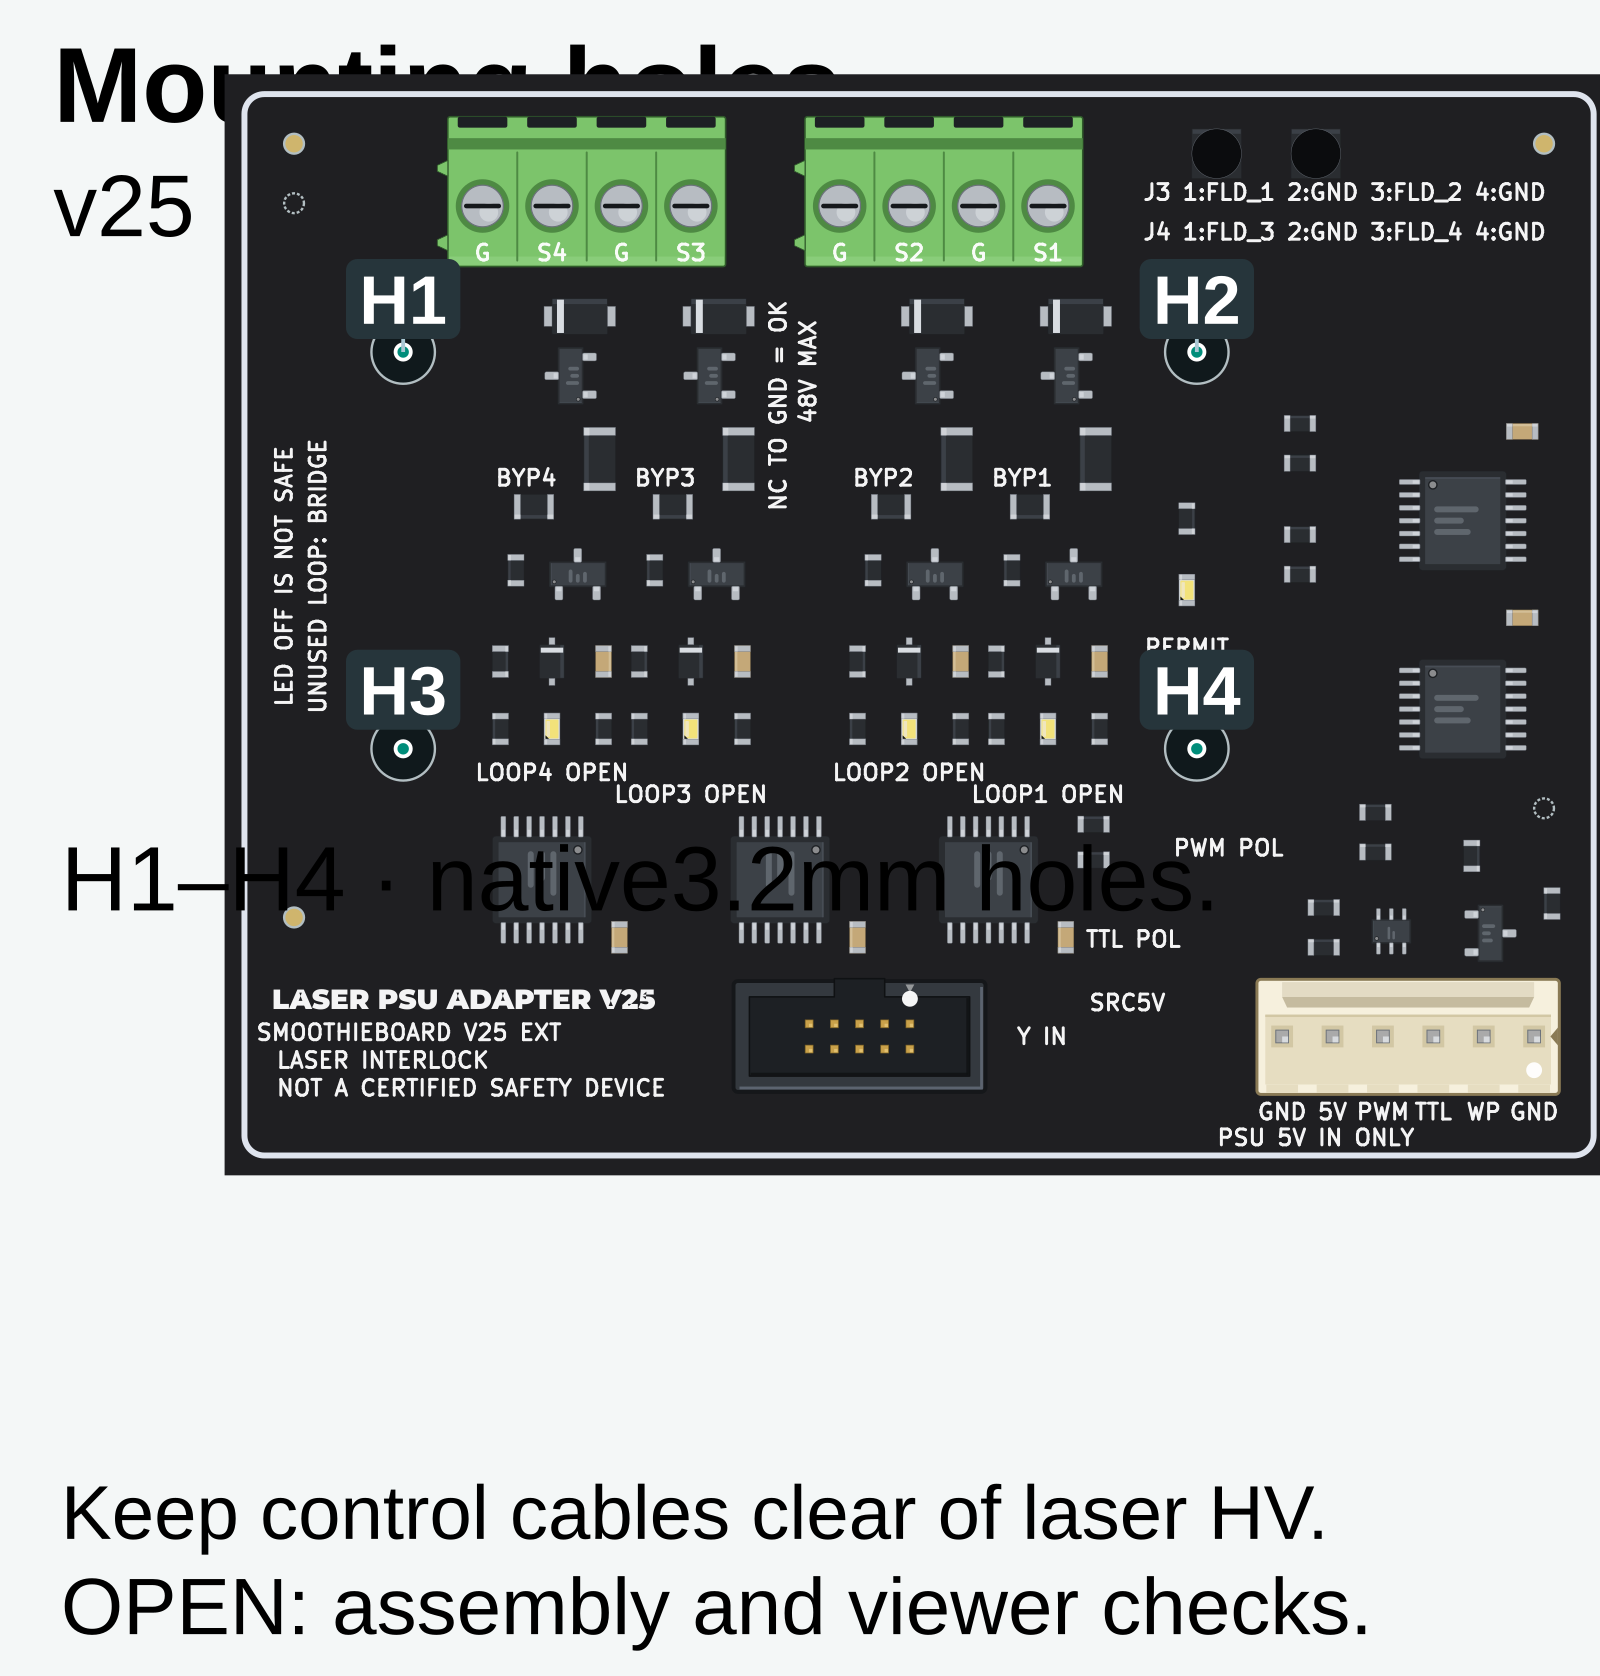 Mounting holes
v25
G S4 G S3
G S2 G S1
J3 1:FLD_1 2:GND 3:FLD_2 4:GND
J4 1:FLD_3 2:GND 3:FLD_4 4:GND
H1
H2
NC TO GND = OK
48V MAX
BYP4
BYP3
BYP2
BYP1
LED OFF IS NOT SAFE
UNUSED LOOP: BRIDGE
PERMIT
H3
H4
LOOP4 OPEN
LOOP3 OPEN
LOOP2 OPEN
LOOP1 OPEN
PWM POL
H1–H4 · native3.2mm holes.
TTL POL
LASER PSU ADAPTER V25
SMOOTHIEBOARD V25 EXT
LASER INTERLOCK
NOT A CERTIFIED SAFETY DEVICE
SRC5V
Y IN
GND 5V PWM TTL WP GND
PSU 5V IN ONLY
Keep control cables clear of laser HV.
OPEN: assembly and viewer checks.